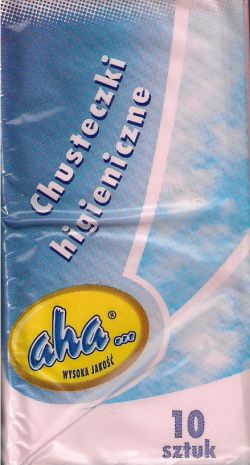 Chusteczki
higieniczne
aha...®
WYSOKA JAKOŚĆ
10
sztuk